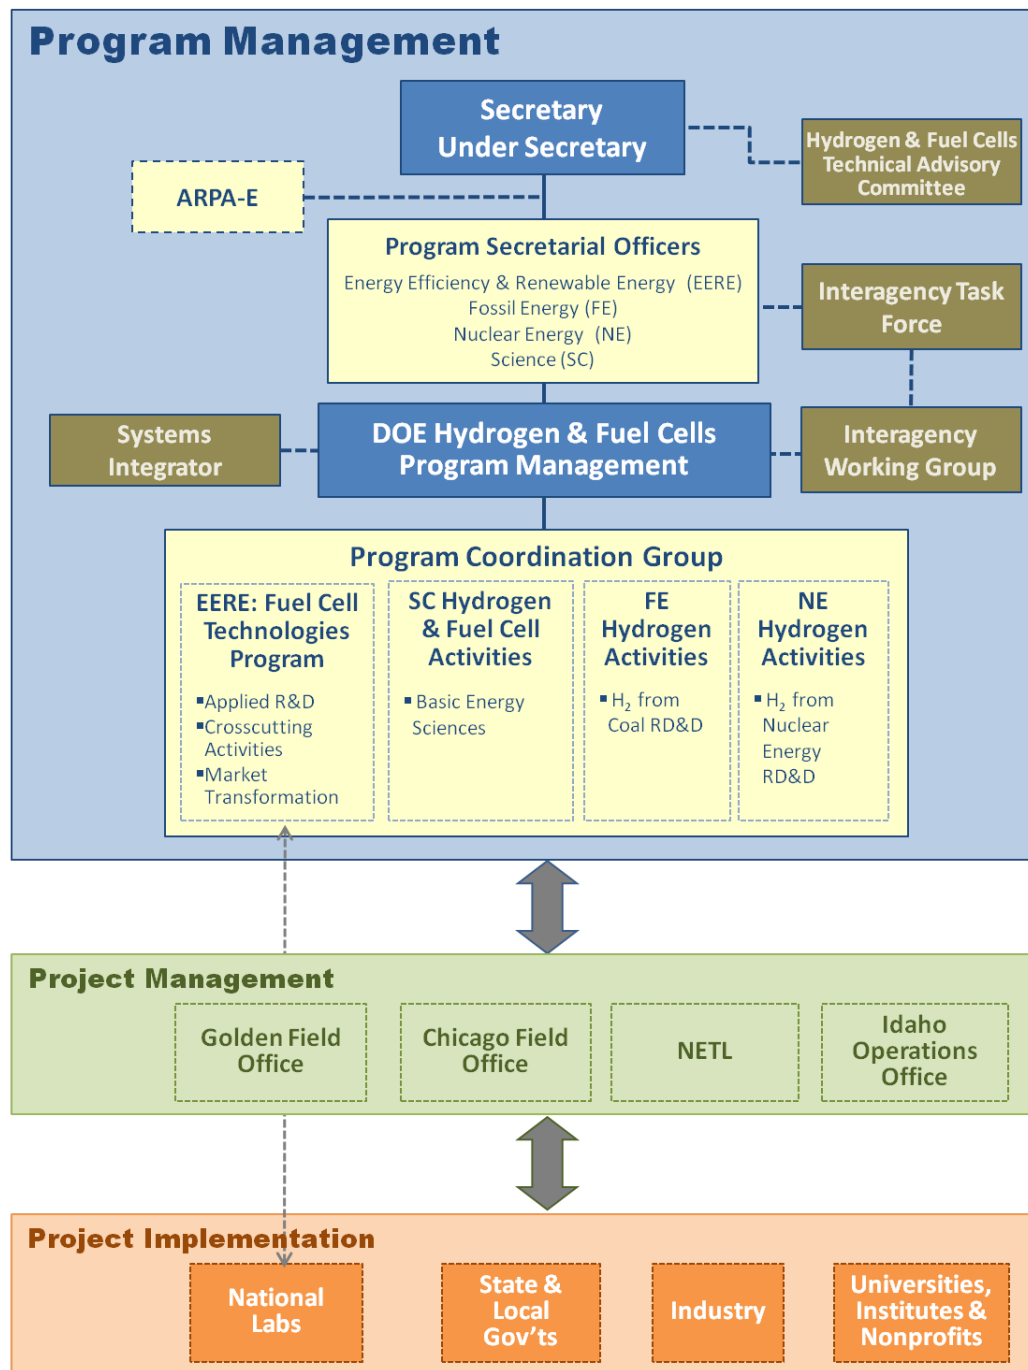 Program Management
Secretary
Under Secretary
Hydrogen & Fuel Cells
Technical Advisory
Committee
ARPA-E
Program Secretarial Officers
Energy Efficiency & Renewable Energy (EERE)
Fossil Energy (FE)
Nuclear Energy (NE)
Science (SC)
Interagency Task
Force
Systems
Integrator
DOE Hydrogen & Fuel Cells
Program Management
Interagency
Working Group
Program Coordination Group
EERE: Fuel Cell
Technologies
Program
▪Applied R&D
▪Crosscutting
Activities
▪Market
Transformation
SC Hydrogen
& Fuel Cell
Activities
▪ Basic Energy
Sciences
FE
Hydrogen
Activities
▪ H₂ from
Coal RD&D
NE
Hydrogen
Activities
▪ H₂ from
Nuclear
Energy
RD&D
Project Management
Golden Field
Office
Chicago Field
Office
NETL
Idaho
Operations
Office
Project Implementation
National
Labs
State &
Local
Gov'ts
Industry
Universities,
Institutes &
Nonprofits